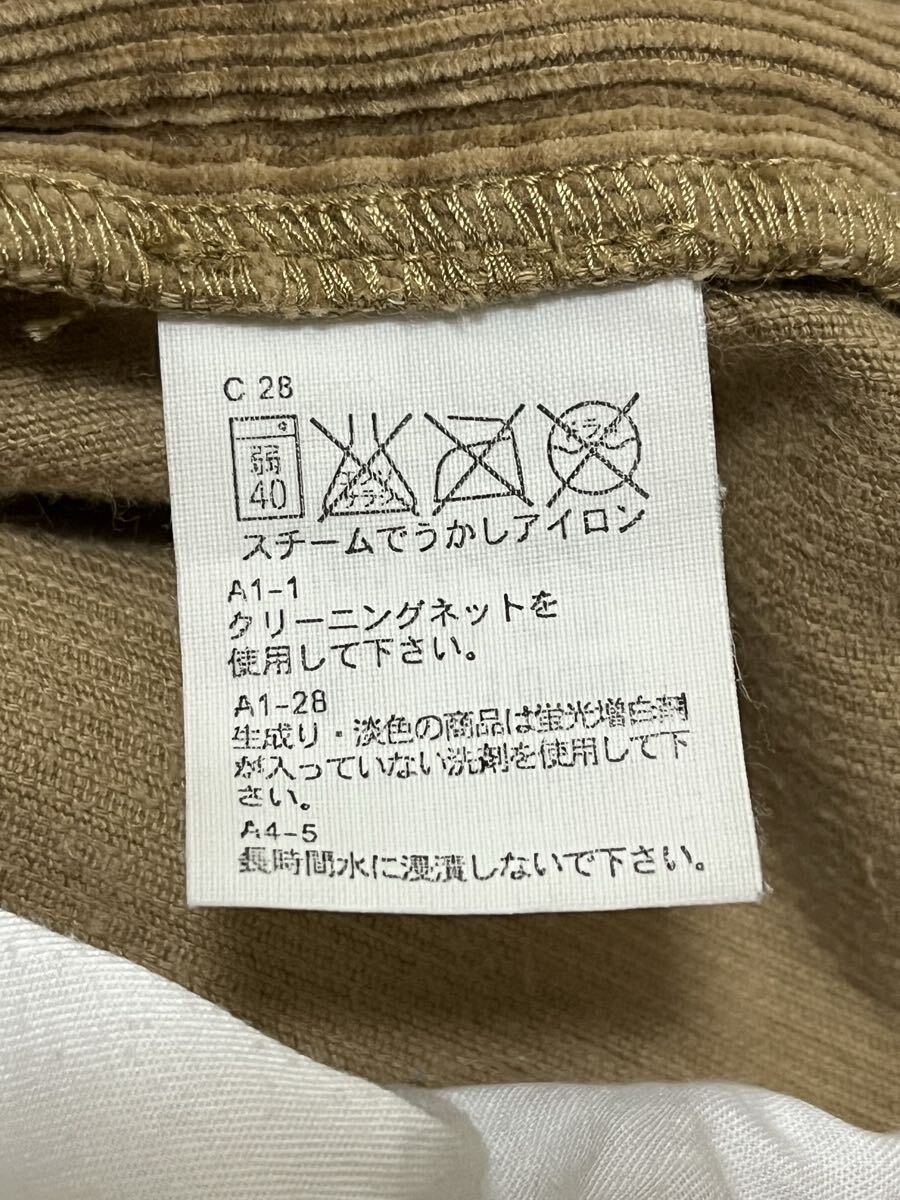 C 28
弱
40
エンソ
サラシ
ドライ
スチームでうかしアイロン
A1-1
クリーニングネットを
使用して下さい。
A1-28
生成り・淡色の商品は蛍光増白剤
が入っていない洗剤を使用して下
さい。
A4-5
長時間水に浸漬しないで下さい。